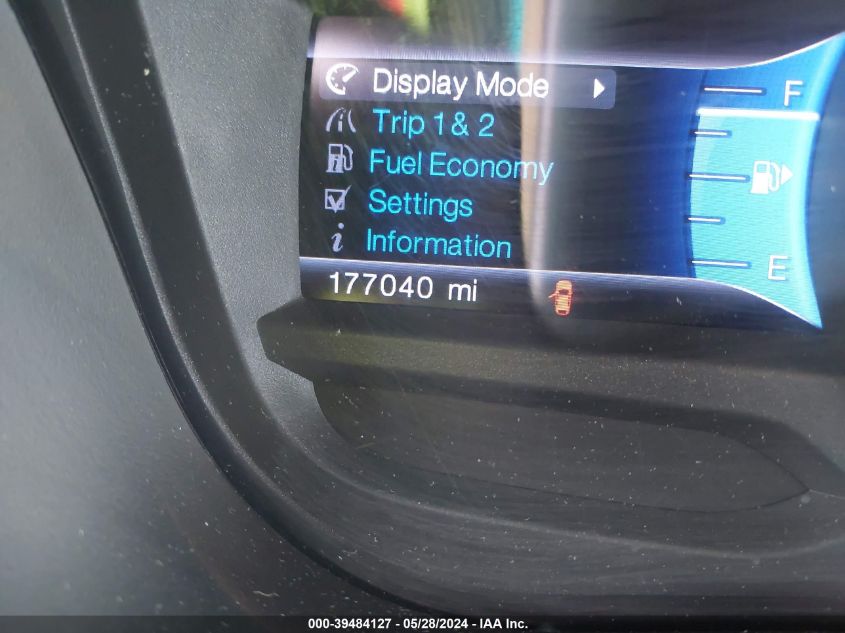 Display Mode
Trip 1 & 2
Fuel Economy
Settings
Information
177040 mi
F
E
000-39484127 - 05/28/2024 - IAA Inc.